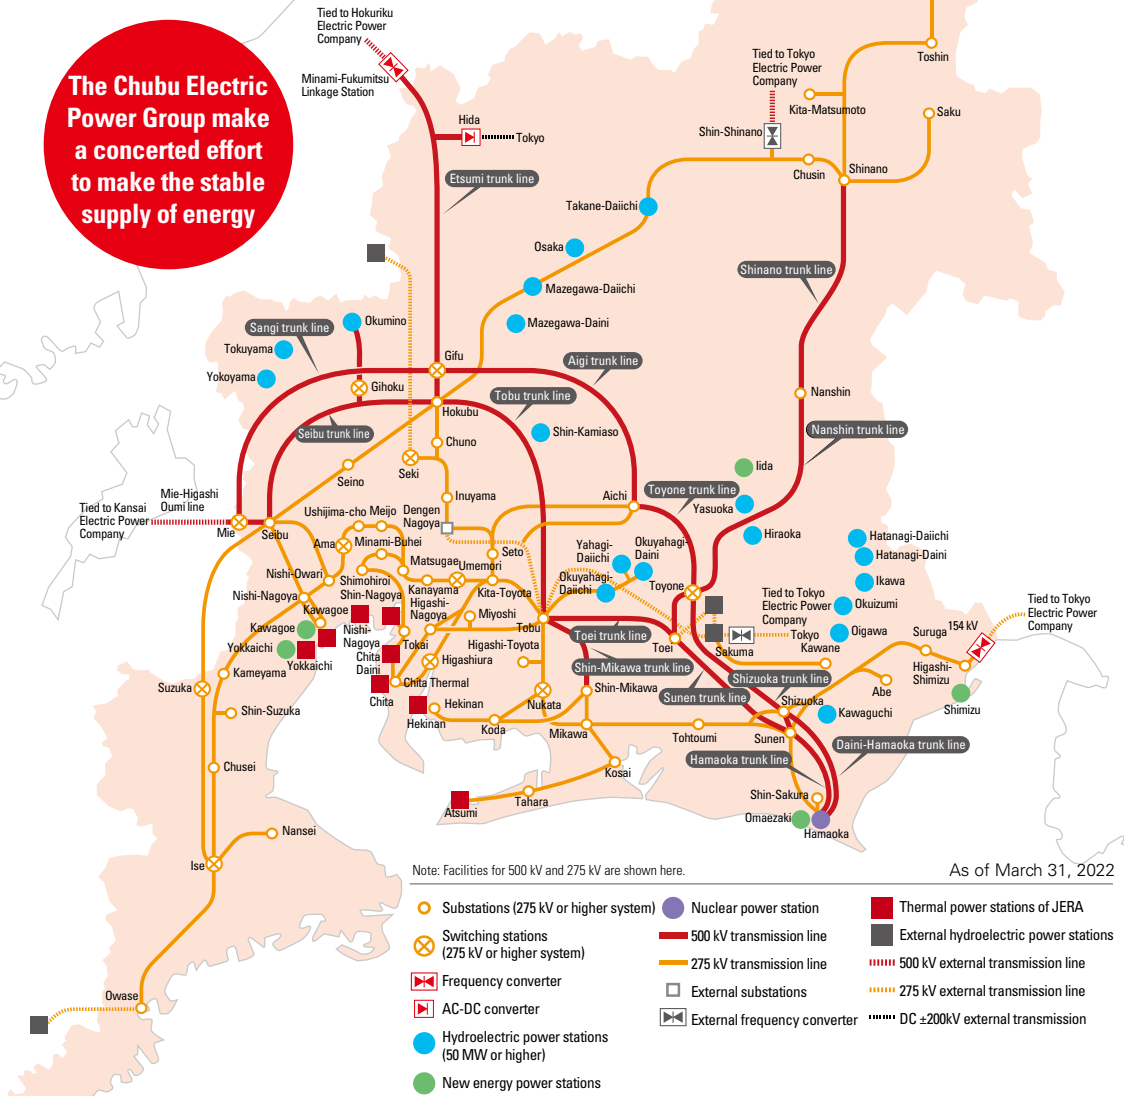 Tied to Hokuriku
Electric Power
Company
The Chubu Electric
Power Group make
a concerted effort
to make the stable
supply of energy
Minami-Fukumitsu
Linkage Station
Hida
Tokyo
Etsumi trunk line
Tied to Tokyo
Electric Power
Company
Toshin
Kita-Matsumoto
Saku
Shin-Shinano
Chusin
Shinano
Takane-Daiichi
Osaka
Mazegawa-Daiichi
Mazegawa-Daini
Shinano trunk line
Sangi trunk line
Okumino
Tokuyama
Yokoyama
Gifu
Gihoku
Aigi trunk line
Tobu trunk line
Hokubu
Nanshin
Seibu trunk line
Chuno
Shin-Kamiaso
Nanshin trunk line
Seki
Seino
Iida
Toyone trunk line
Yasuoka
Mie-Higashi
Oumi line
Tied to Kansai
Electric Power
Company
Mie
Seibu
Inuyama
Dengen
Nagoya
Aichi
Ushijima-cho
Meijo
Ama
Minami-Buhei
Seto
Hiraoka
Hatanagi-Daiichi
Hatanagi-Daini
Yahagi-
Daiichi
Okuyahagi-
Daini
Nishi-Owari
Shimohiroi
Matsugae
Umemori
Okuyahagi-
Daiichi
Toyone
Ikawa
Nishi-Nagoya
Shin-Nagoya
Kanayama
Kita-Toyota
Tied to Tokyo
Electric Power
Company
Okuizumi
Tied to Tokyo
Electric Power
Company
Kawagoe
Higashi-
Nagoya
Miyoshi
Kawagoe
Nishi-
Nagoya
Tobu
Toei trunk line
Toei
Sakuma
Tokyo
Oigawa
Suruga
154 kV
Yokkaichi
Yokkaichi
Tokai
Higashi-Toyota
Kawane
Chita
Daini
Higashiura
Shin-Mikawa trunk line
Higashi-
Shimizu
Kameyama
Suzuka
Chita
Chita Thermal
Shin-Mikawa
Shizuoka trunk line
Sunen trunk line
Abe
Shimizu
Shin-Suzuka
Hekinan
Hekinan
Nukata
Shizuoka
Kawaguchi
Koda
Mikawa
Tohtoumi
Sunen
Daini-Hamaoka trunk line
Chusei
Kosai
Hamaoka trunk line
Shin-Sakura
Tahara
Atsumi
Omaezaki
Hamaoka
Nansei
Ise
Owase
Note: Facilities for 500 kV and 275 kV are shown here.
As of March 31, 2022
Substations (275 kV or higher system)
Switching stations
(275 kV or higher system)
Frequency converter
AC-DC converter
Hydroelectric power stations
(50 MW or higher)
New energy power stations
Nuclear power station
500 kV transmission line
275 kV transmission line
External substations
External frequency converter
Thermal power stations of JERA
External hydroelectric power stations
500 kV external transmission line
275 kV external transmission line
DC ±200kV external transmission